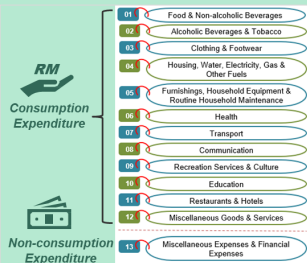 01 Food & Non-alcoholic Beverages
02 Alcoholic Beverages & Tobacco
03 Clothing & Footwear
04 Housing, Water, Electricity, Gas &
Other Fuels
05 Furnishings, Household Equipment &
Routine Household Maintenance
06 Health
07 Transport
08 Communication
09 Recreation Services & Culture
10 Education
11 Restaurants & Hotels
12 Miscellaneous Goods & Services
RM
Consumption
Expenditure
13 Miscellaneous Expenses & Financial
Expenses
Non-consumption
Expenditure